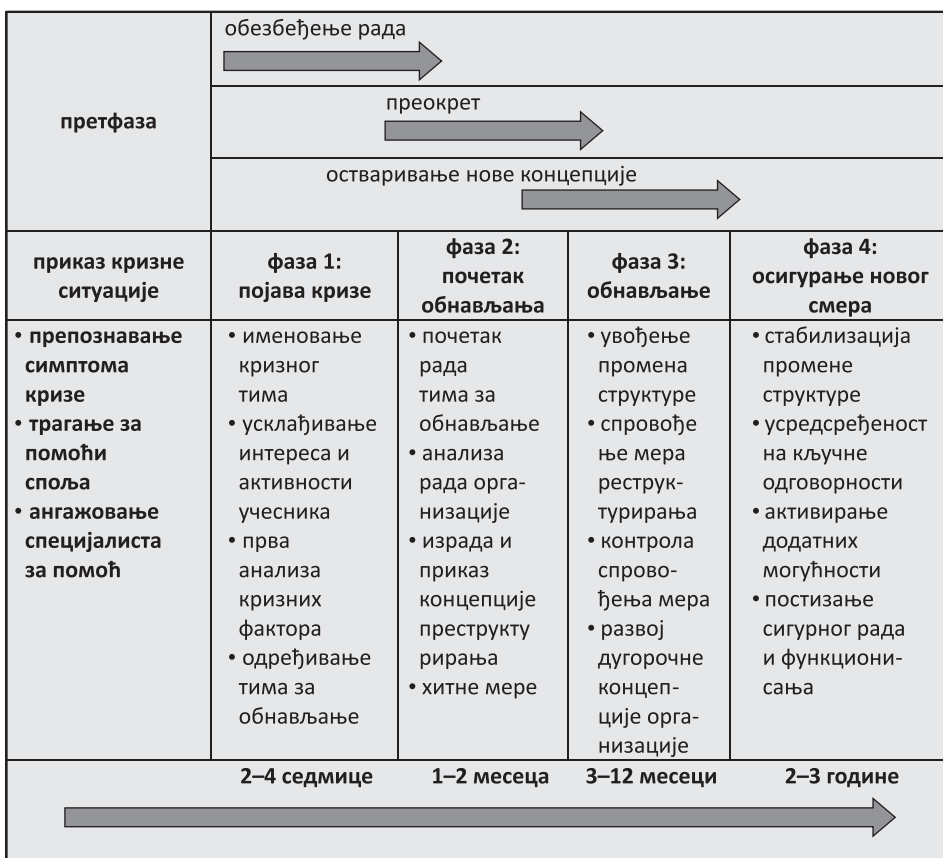 обезбеђење рада
преокрет
претфаза
остваривање нове концепције
приказ кризне
ситуације
фаза 1:
појава кризе
фаза 2:
почетак
обнављања
фаза 3:
обнављање
фаза 4:
осигурање новог
смера
• препознавање
симптома
кризе
• трагање за
помоћи
споља
• ангажовање
специјалиста
за помоћ
• именовање
кризног
тима
• усклађивање
интереса и
активности
учесника
• прва
анализа
кризних
фактора
• одређивање
тима за
обнављање
• почетак
рада
тима за
обнављање
• анализа
рада орга-
низације
• израда и
приказ
концепције
преструкту
рирања
• хитне мере
• увођење
промена
структуре
• спровође
ње мера
реструк-
турирања
• контрола
спрово-
ђења мера
• развој
дугорочне
концеп-
ције орга-
низације
• стабилизација
промене
структуре
• усредсређеност
на кључне
одговорности
• активирање
додатних
могућности
• постизање
сигурног рада
и функциони-
сања
2–4 седмице
1–2 месеца
3–12 месеци
2–3 године